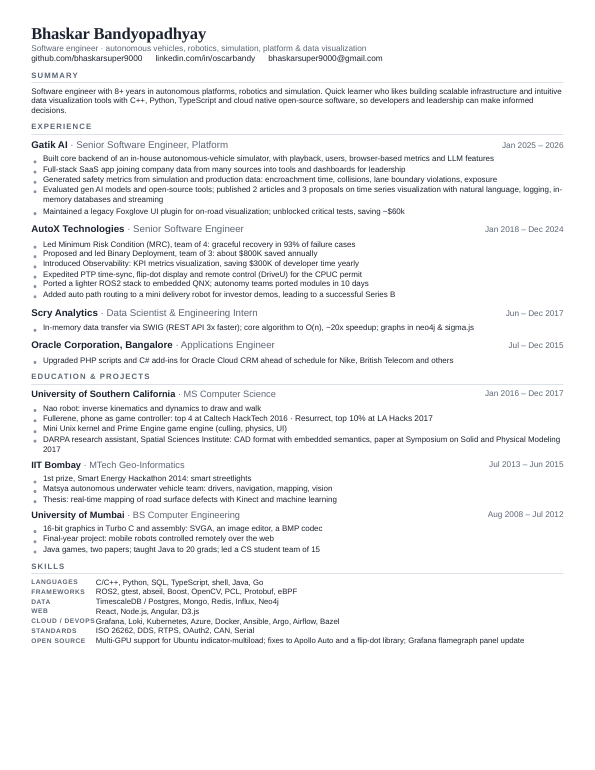 Bhaskar Bandyopadhyay
Software engineer · autonomous vehicles, robotics, simulation, platform & data visualization
github.com/bhaskarsuper9000 linkedin.com/in/oscarbandy bhaskarsuper9000@gmail.com
SUMMARY
Software engineer with 8+ years in autonomous platforms, robotics and simulation. Quick learner who likes building scalable infrastructure and intuitive
data visualization tools with C++, Python, TypeScript and cloud native open-source software, so developers and leadership can make informed
decisions.
EXPERIENCE
Gatik AI · Senior Software Engineer, Platform Jan 2025 – 2026
Built core backend of an in-house autonomous-vehicle simulator, with playback, users, browser-based metrics and LLM features
Full-stack SaaS app joining company data from many sources into tools and dashboards for leadership
Generated safety metrics from simulation and production data: encroachment time, collisions, lane boundary violations, exposure
Evaluated gen AI models and open-source tools; published 2 articles and 3 proposals on time series visualization with natural language, logging, in-
memory databases and streaming
Maintained a legacy Foxglove UI plugin for on-road visualization; unblocked critical tests, saving ~$60k
AutoX Technologies · Senior Software Engineer Jan 2018 – Dec 2024
Led Minimum Risk Condition (MRC), team of 4: graceful recovery in 93% of failure cases
Proposed and led Binary Deployment, team of 3: about $800K saved annually
Introduced Observability: KPI metrics visualization, saving $300K of developer time yearly
Expedited PTP time-sync, flip-dot display and remote control (DriveU) for the CPUC permit
Ported a lighter ROS2 stack to embedded QNX; autonomy teams ported modules in 10 days
Added auto path routing to a mini delivery robot for investor demos, leading to a successful Series B
Scry Analytics · Data Scientist & Engineering Intern Jun – Dec 2017
In-memory data transfer via SWIG (REST API 3x faster); core algorithm to O(n), ~20x speedup; graphs in neo4j & sigma.js
Oracle Corporation, Bangalore · Applications Engineer Jul – Dec 2015
Upgraded PHP scripts and C# add-ins for Oracle Cloud CRM ahead of schedule for Nike, British Telecom and others
EDUCATION & PROJECTS
University of Southern California · MS Computer Science Jan 2016 – Dec 2017
Nao robot: inverse kinematics and dynamics to draw and walk
Fullerene, phone as game controller: top 4 at Caltech HackTech 2016 · Resurrect, top 10% at LA Hacks 2017
Mini Unix kernel and Prime Engine game engine (culling, physics, UI)
DARPA research assistant, Spatial Sciences Institute: CAD format with embedded semantics, paper at Symposium on Solid and Physical Modeling
2017
IIT Bombay · MTech Geo-Informatics Jul 2013 – Jun 2015
1st prize, Smart Energy Hackathon 2014: smart streetlights
Matsya autonomous underwater vehicle team: drivers, navigation, mapping, vision
Thesis: real-time mapping of road surface defects with Kinect and machine learning
University of Mumbai · BS Computer Engineering Aug 2008 – Jul 2012
16-bit graphics in Turbo C and assembly: SVGA, an image editor, a BMP codec
Final-year project: mobile robots controlled remotely over the web
Java games, two papers; taught Java to 20 grads; led a CS student team of 15
SKILLS
LANGUAGES C/C++, Python, SQL, TypeScript, shell, Java, Go
FRAMEWORKS ROS2, gtest, abseil, Boost, OpenCV, PCL, Protobuf, eBPF
DATA TimescaleDB / Postgres, Mongo, Redis, Influx, Neo4j
WEB React, Node.js, Angular, D3.js
CLOUD / DEVOPS Grafana, Loki, Kubernetes, Azure, Docker, Ansible, Argo, Airflow, Bazel
STANDARDS ISO 26262, DDS, RTPS, OAuth2, CAN, Serial
OPEN SOURCE Multi-GPU support for Ubuntu indicator-multiload; fixes to Apollo Auto and a flip-dot library; Grafana flamegraph panel update